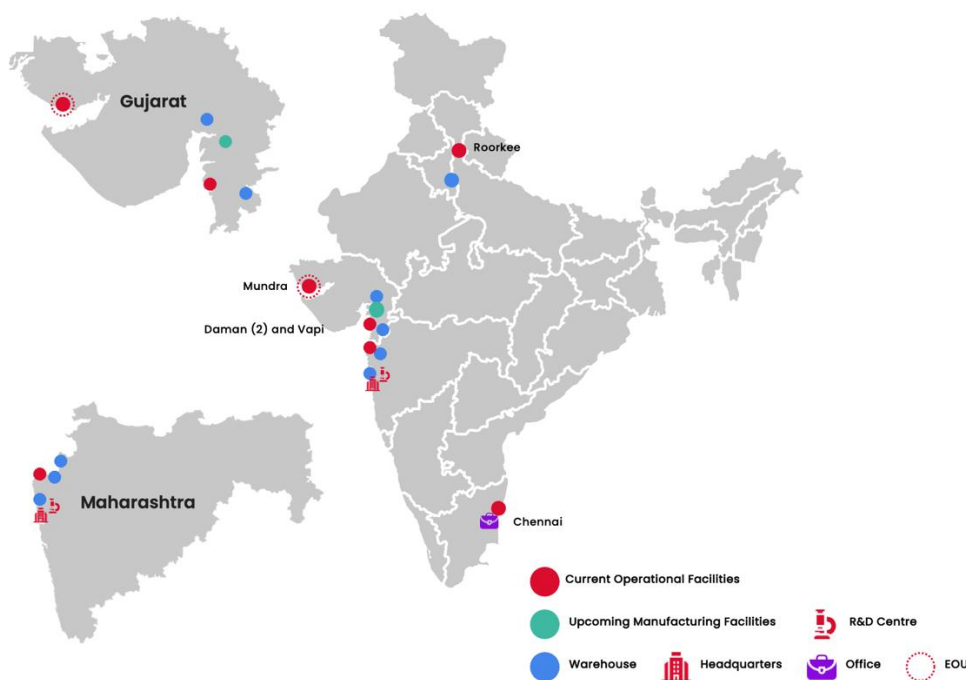 Gujarat
Roorkee
Mundra
Daman (2) and Vapi
Maharashtra
Chennai
Current Operational Facilities
Upcoming Manufacturing Facilities
R&D Centre
Warehouse
Headquarters
Office
EOU